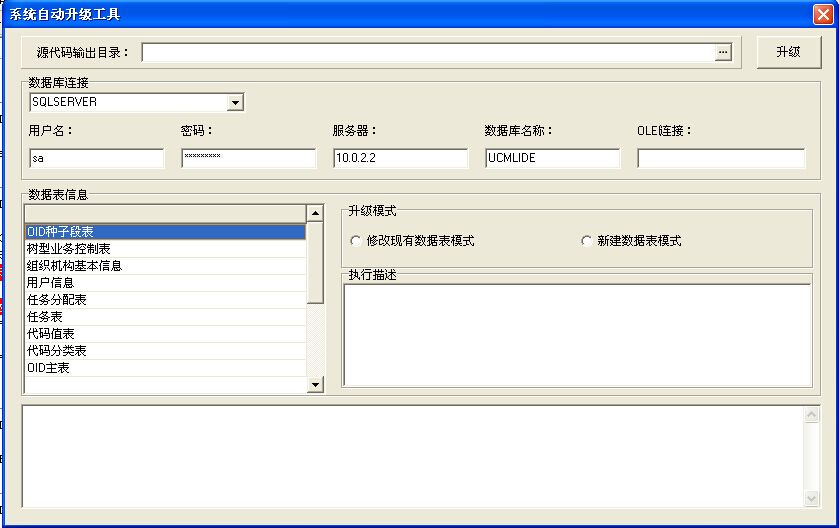 系统自动升级工具
源代码输出目录： ... 升级
数据库连接
SQLSERVER
用户名： 密码： 服务器： 数据库名称： OLE连接：
sa ********* 10.0.2.2 UCMLIDE
数据表信息
OID种子段表
树型业务控制表
组织机构基本信息
用户信息
任务分配表
任务表
代码值表
代码分类表
OID主表
升级模式
修改现有数据表模式 新建数据表模式
执行描述